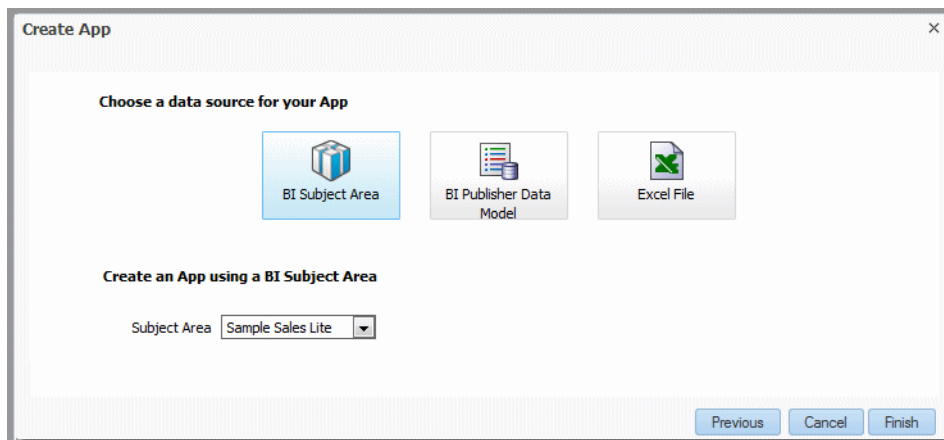 Create App
Choose a data source for your App
BI Subject Area
BI Publisher Data
Model
Excel File
Create an App using a BI Subject Area
Subject Area Sample Sales Lite
Previous Cancel Finish